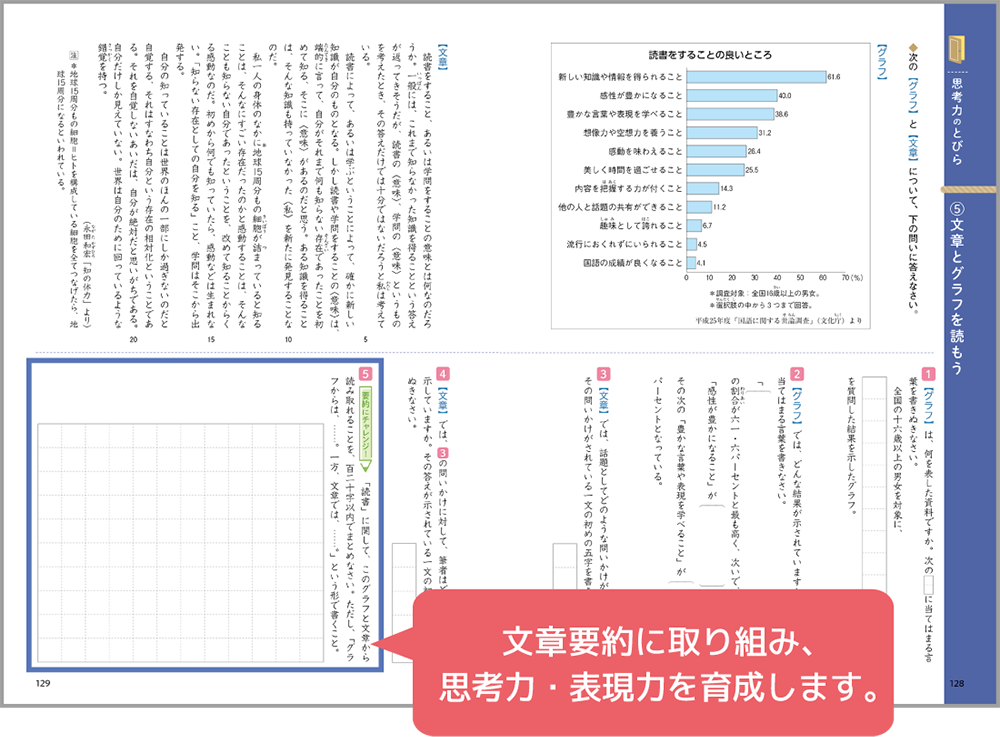 思考力のとびら
⑤文章とグラフを読もう
128
◆次の【グラフ】と【文章】について、下の問いに答えなさい。
【グラフ】
読書をすることの良いところ
新しい知識や情報を得られること 61.6
感性が豊かになること 40.0
豊かな言葉や表現を学べること 38.6
想像力や空想力を養うこと 31.2
感動を味わえること 26.4
美しく時間を過ごせること 25.5
内容を把握する力が付くこと 14.3
他の人と話題の共有ができること 11.2
趣味として誇れること 6.7
流行におくれずにいられること 4.5
国語の成績が良くなること 4.1
0 10 20 30 40 50 60 70(%)
*調査対象:全国16歳以上の男女。
*選択肢の中から3つまで回答。
平成25年度「国語に関する世論調査」(文化庁)より
【文章】
読書をすること、あるいは学問をすることの意味とは何なのだろ
うか。一般には、これまで知らなかった知識を得ることという答え
が返ってきそうだが、読書の〈意味〉、学問の〈意味〉というもの
を考えたとき、その答えだけでは十分ではないだろうと私は考えて
いる。
5
読書によって、あるいは学ぶということによって、確かに新しい
知識が自分のものとなる。しかし読書や学問をすることの〈意味〉は、
端的に言って、自分がそれまで何も知らない存在であったことを初
めて知る、そこに〈意味〉があるのだと思う。ある知識を得ること
は、そんな知識も持っていなかった〈私〉を新たに発見することな
10
のだ。
私一人の身体のなかに地球15周分もの細胞が詰まっていると知る
ことは、そんなにすごい存在だったのかと感動すること
ことも知らない自分であったということを、改めて知ることからく
る感動なのだ。初めから何でも知っていたら、感動などは生まれな
15
い。「知らない存在としての自分を知る」こと、学問はそこから出
発する。
自分の知っていることは世界のほんの一部にしか過ぎないのだと
自覚する、それはすなわち自分という存在の相対化ということであ
る。それを自覚しないあいだは、自分が絶対だと思いがちである。
20
自分だけしか見えていない。世界は自分のために回っているような
錯覚を持つ。
(永田和宏「知の体力」より)
注 *地球15周分もの細胞=ヒトを構成している細胞を全てつなげたら、地
球15周分になるといわれている。
1 【グラフ】は、何を表した資料ですか。次の□に当てはまる言
葉を書きぬきなさい。
全国の十六歳以上の男女を対象に、
を質問した結果を示したグラフ。
2 【グラフ】では、どんな結果が示されています
当てはまる言葉を書きなさい。
「
の割合が六一・六パーセントと最も高く、次いで、
「感性が豊かになること」が
その次の「豊かな言葉や表現を学べること」が
パーセントとなっている。
3 【文章】では、話題としてどのような問いかけが
その問いかけがされている一文の初めの五字を書
4 【文章】では、3の問いかけに対して、筆者は
示していますか。その答えが示されている一文の初
ぬきなさい。
5 要約にチャレンジ! 「読書」に関して、このグラフと文章から
読み取れることを、百二十字以内でまとめなさい。ただし、「グラ
フからは、……。一方、文章では、……。」という形で書くこと。
129
文章要約に取り組み、
思考力・表現力を育成します。